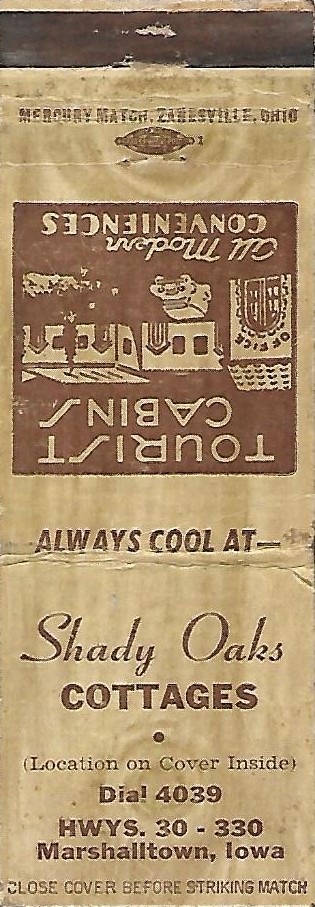 MERCURY MATCH, ZANESVILLE, OHIO
TOURIST
CABINS
OFFICE
All Modern
CONVENIENCES
ALWAYS COOL AT—
Shady Oaks
COTTAGES
•
(Location on Cover Inside)
Dial 4039
HWYS. 30 - 330
Marshalltown, Iowa
CLOSE COVER BEFORE STRIKING MATCH